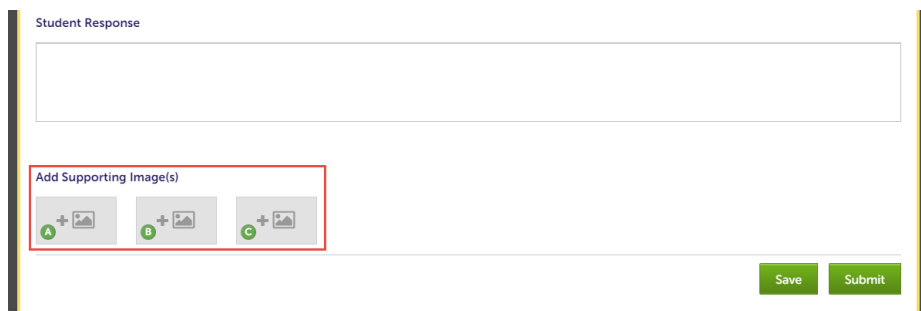 Student Response
Add Supporting Image(s)
A B C
Save Submit